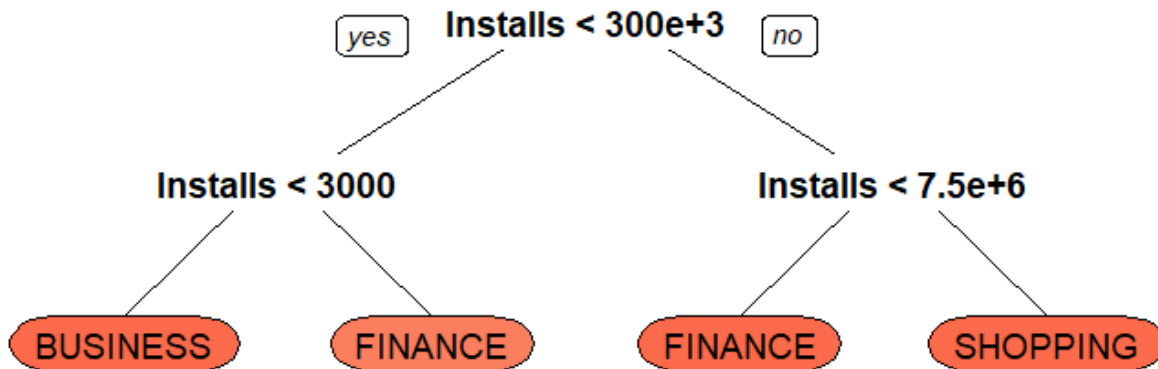 yes Installs < 300e+3 no
Installs < 3000 Installs < 7.5e+6
BUSINESS FINANCE FINANCE SHOPPING